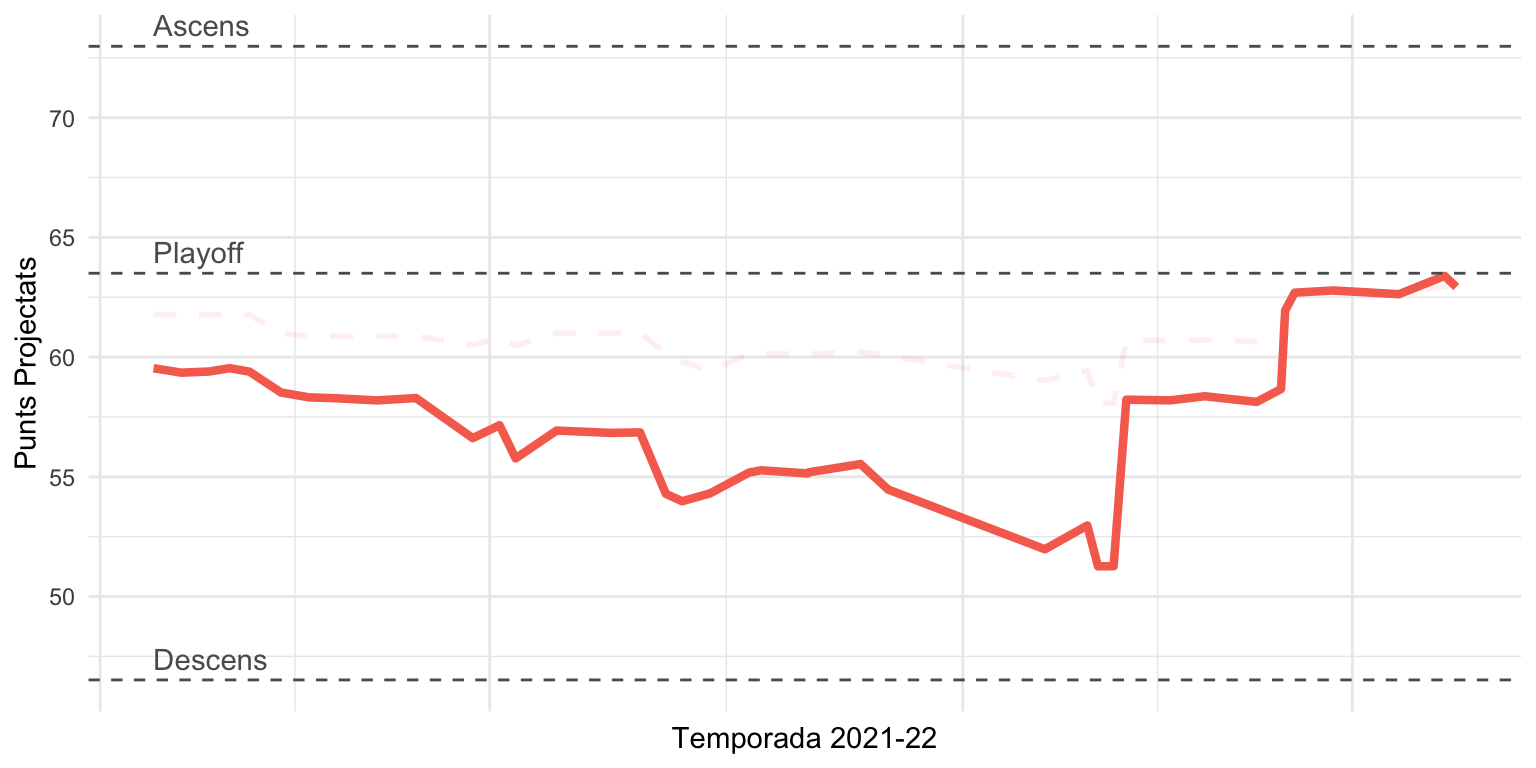 Ascens
70
65
Playoff
60
55
50
Descens
Punts Projectats
Temporada 2021-22